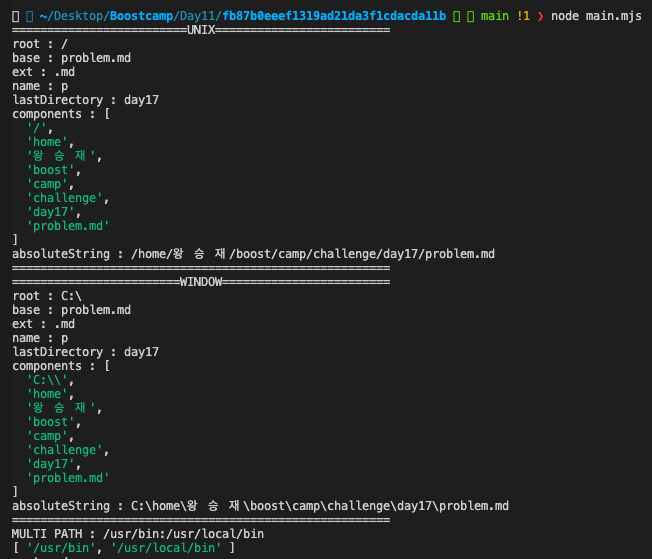 ~/Desktop/Boostcamp/Day11/fb87b0eeef1319ad21da3f1cdacda11b main !1 ❯ node main.mjs
=========================UNIX=========================
root : /
base : problem.md
ext : .md
name : p
lastDirectory : day17
components : [
'/',
'home',
'왕승재',
'boost',
'camp',
'challenge',
'day17',
'problem.md'
]
absoluteString : /home/왕승재/boost/camp/challenge/day17/problem.md
======================================================
========================WINDOW========================
root : C:\
base : problem.md
ext : .md
name : p
lastDirectory : day17
components : [
'C:\\',
'home',
'왕승재',
'boost',
'camp',
'challenge',
'day17',
'problem.md'
]
absoluteString : C:\home\왕승재\boost\camp\challenge\day17\problem.md
======================================================
MULTI PATH : /usr/bin:/usr/local/bin
[ '/usr/bin', '/usr/local/bin' ]